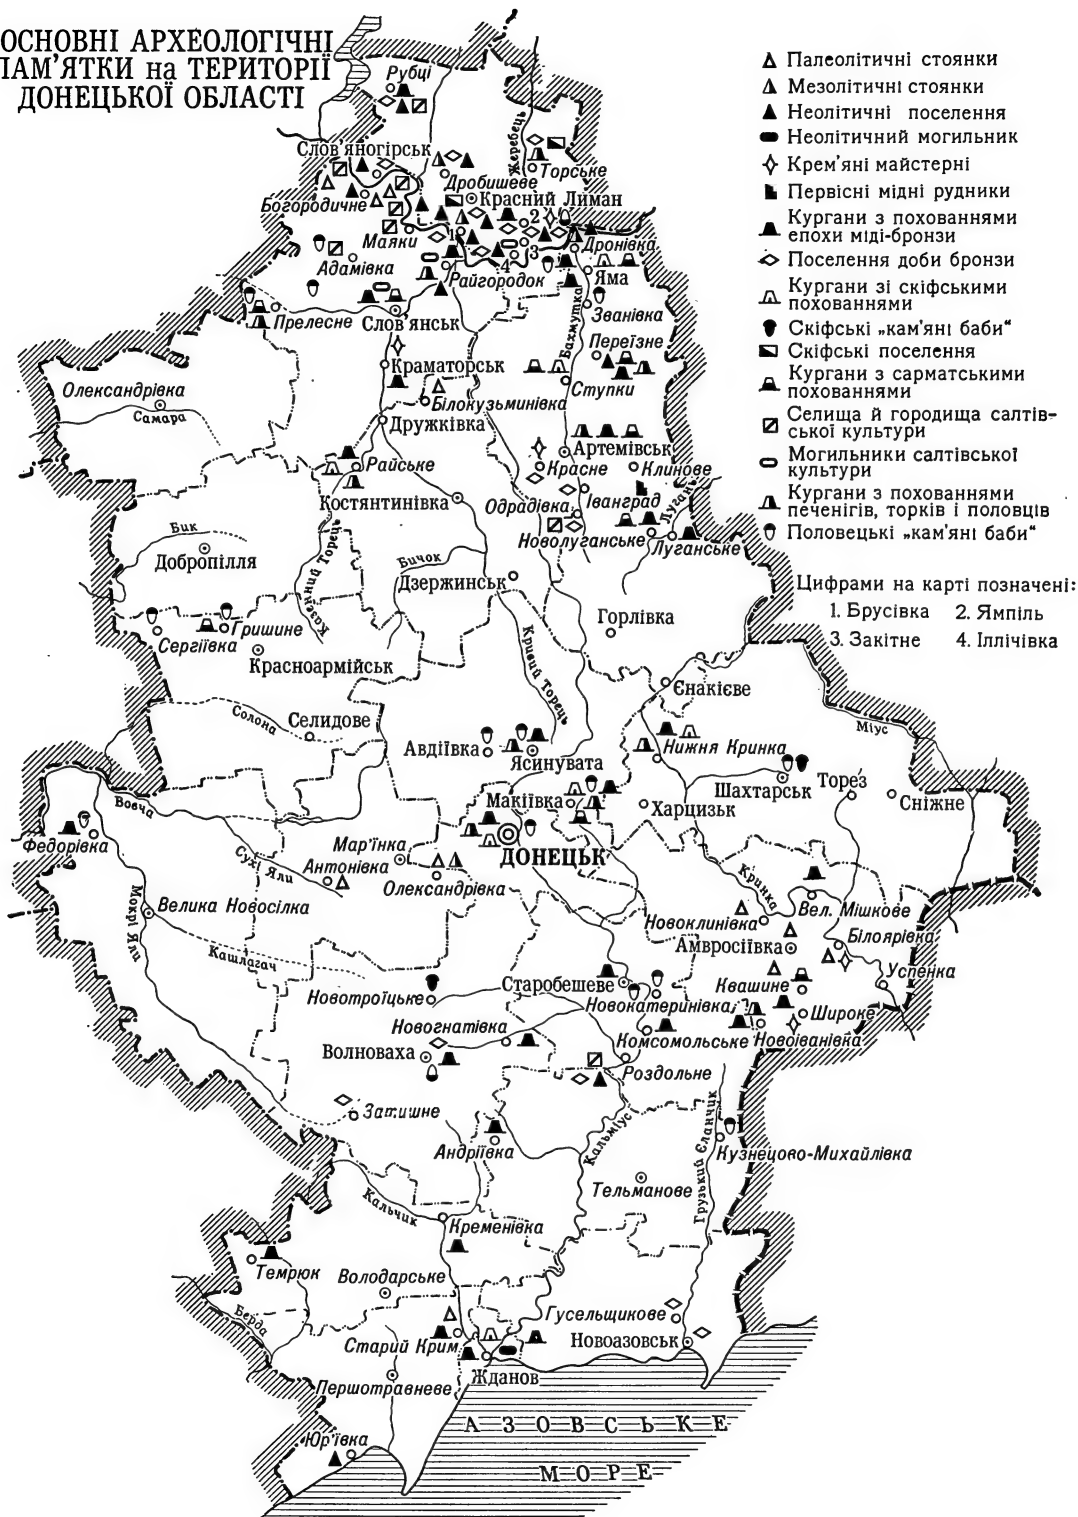 ОСНОВНІ АРХЕОЛОГІЧНІ
ПАМ'ЯТКИ на ТЕРИТОРІЇ
ДОНЕЦЬКОЇ ОБЛАСТІ
Палеолітичні стоянки
Мезолітичні стоянки
Неолітичні поселення
Неолітичний могильник
Крем'яні майстерні
Первісні мідні рудники
Кургани з похованнями
епохи міді-бронзи
Поселення доби бронзи
Кургани зі скіфськими
похованнями
Скіфські „кам'яні баби“
Скіфські поселення
Кургани з сарматськими
похованнями
Селища й городища салтів-
ської культури
Могильники салтівської
культури
Кургани з похованнями
печенігів, торків і половців
Половецькі „кам'яні баби“
Цифрами на карті позначені:
1. Брусівка 2. Ямпіль
3. Закітне 4. Іллічівка
Рубці
Жеребець
Слов'яногірськ
Торське
Дробишеве
Богородичне
Красний Лиман
1
2
3
4
Маяки
Дронівка
Адамівка
Райгородок
Яма
Прелесне
Слов'янськ
Званівка
Бахмутка
Переїзне
Краматорськ
Олександрівка
Самара
Ступки
Білокузьминівка
Дружківка
Артемівськ
Райське
Красне
Клинове
Костянтинівка
Іванград
Одрадівка
Лугань
Новолуганське
Луганське
Бик
Добропілля
Казенний Торець
Бичок
Дзержинськ
Горлівка
Сергіївка
Гришине
Красноармійськ
Кривий Торець
Єнакієве
Солона
Селидове
Міус
Авдіївка
Ясинувата
Нижня Кринка
Шахтарськ
Торез
Сніжне
Макіївка
Харцизьк
Вовча
Федорівка
ДОНЕЦЬК
Мар'їнка
Сухі Яли
Антонівка
Олександрівка
Кринка
Мокрі Яли
Велика Новосілка
Вел. Мішкове
Новоклинівка
Білоярівка
Амвросіївка
Кашлагач
Успенка
Старобешеве
Квашине
Новотроїцьке
Новокатеринівка
Широке
Новогнатівка
Комсомольське
Новоіванівка
Волноваха
Роздольне
Затишне
Кальміус
Грузький Єланчик
Андріївка
Кузнецово-Михайлівка
Тельманове
Кальчик
Кременівка
Темрюк
Володарське
Берда
Гусельщикове
Старий Крим
Новоазовськ
Жданов
Першотравневе
АЗОВСЬКЕ
МОРЕ
Юр'ївка